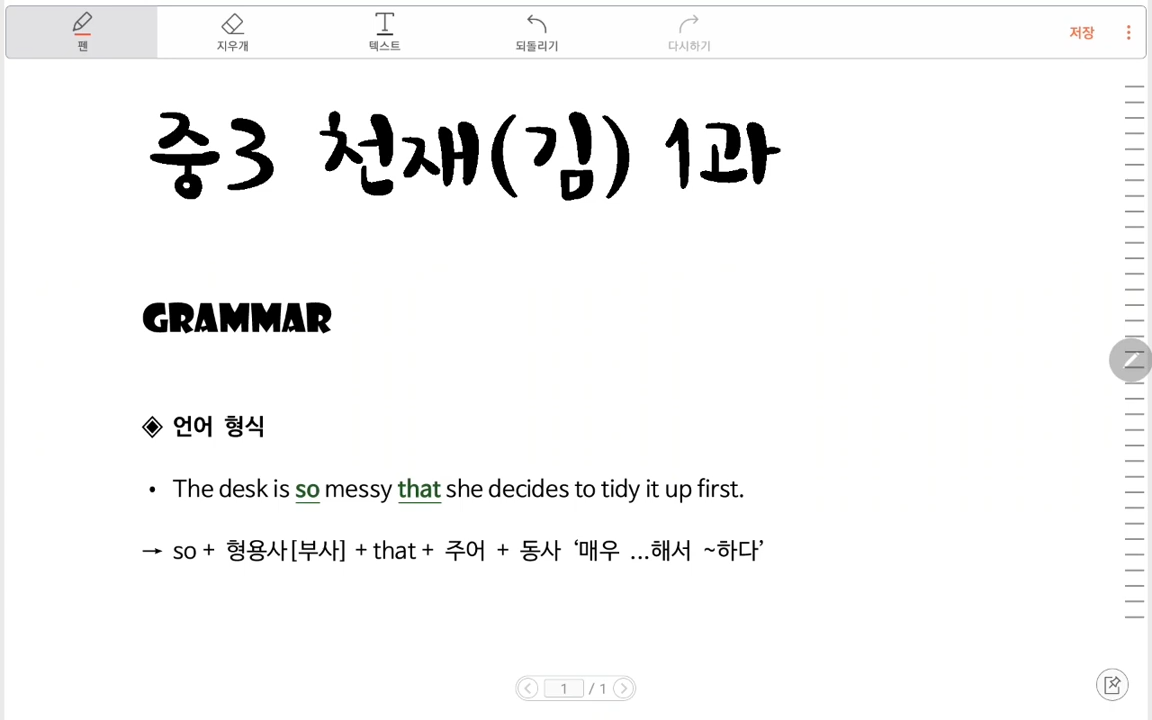 펜 지우개 텍스트 되돌리기 다시하기 저장
중3 천재(김) 1과
GRAMMAR
◈ 언어 형식
• The desk is so messy that she decides to tidy it up first.
→ so + 형용사[부사] + that + 주어 + 동사 ‘매우 …해서 ~하다’
1 / 1